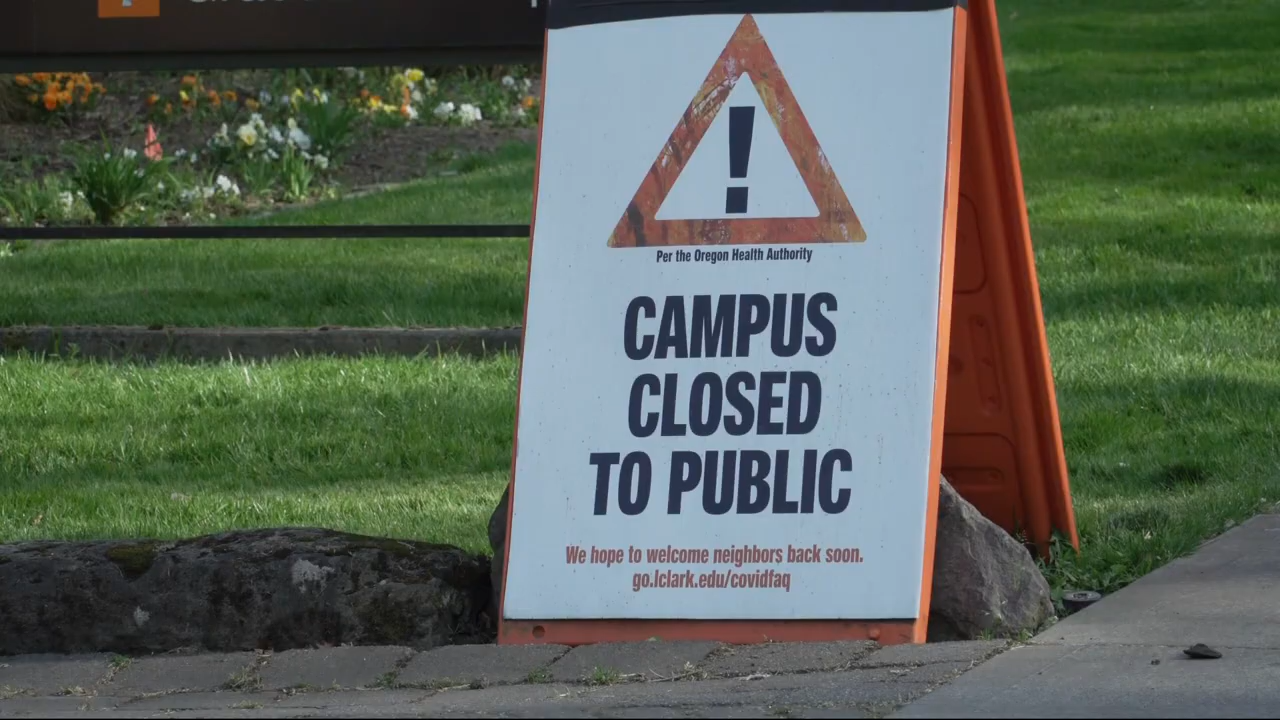 !
Per the Oregon Health Authority
CAMPUS
CLOSED
TO PUBLIC
We hope to welcome neighbors back soon.
go.lclark.edu/covidfaq